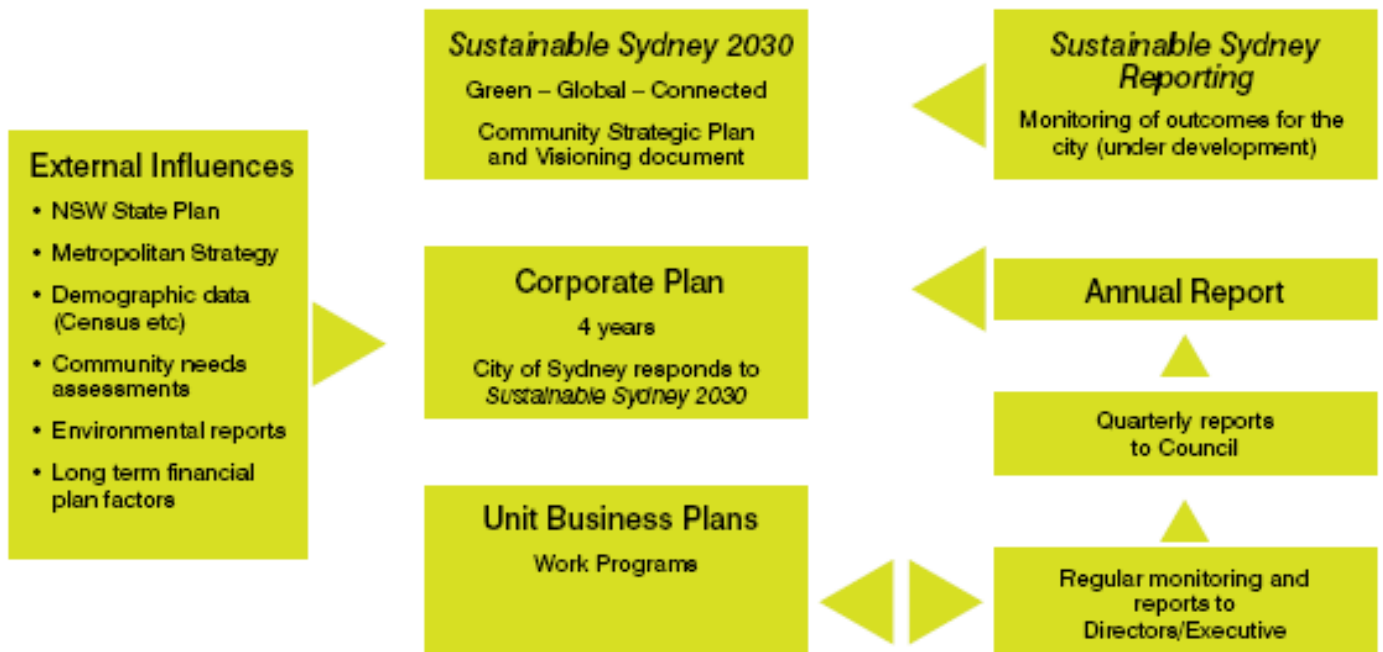 External Influences
• NSW State Plan
• Metropolitan Strategy
• Demographic data
(Census etc)
• Community needs
assessments
• Environmental reports
• Long term financial
plan factors
Sustainable Sydney 2030
Green – Global – Connected
Community Strategic Plan
and Visioning document
Corporate Plan
4 years
City of Sydney responds to
Sustainable Sydney 2030
Unit Business Plans
Work Programs
Sustainable Sydney
Reporting
Monitoring of outcomes for the
city (under development)
Annual Report
Quarterly reports
to Council
Regular monitoring and
reports to
Directors/Executive